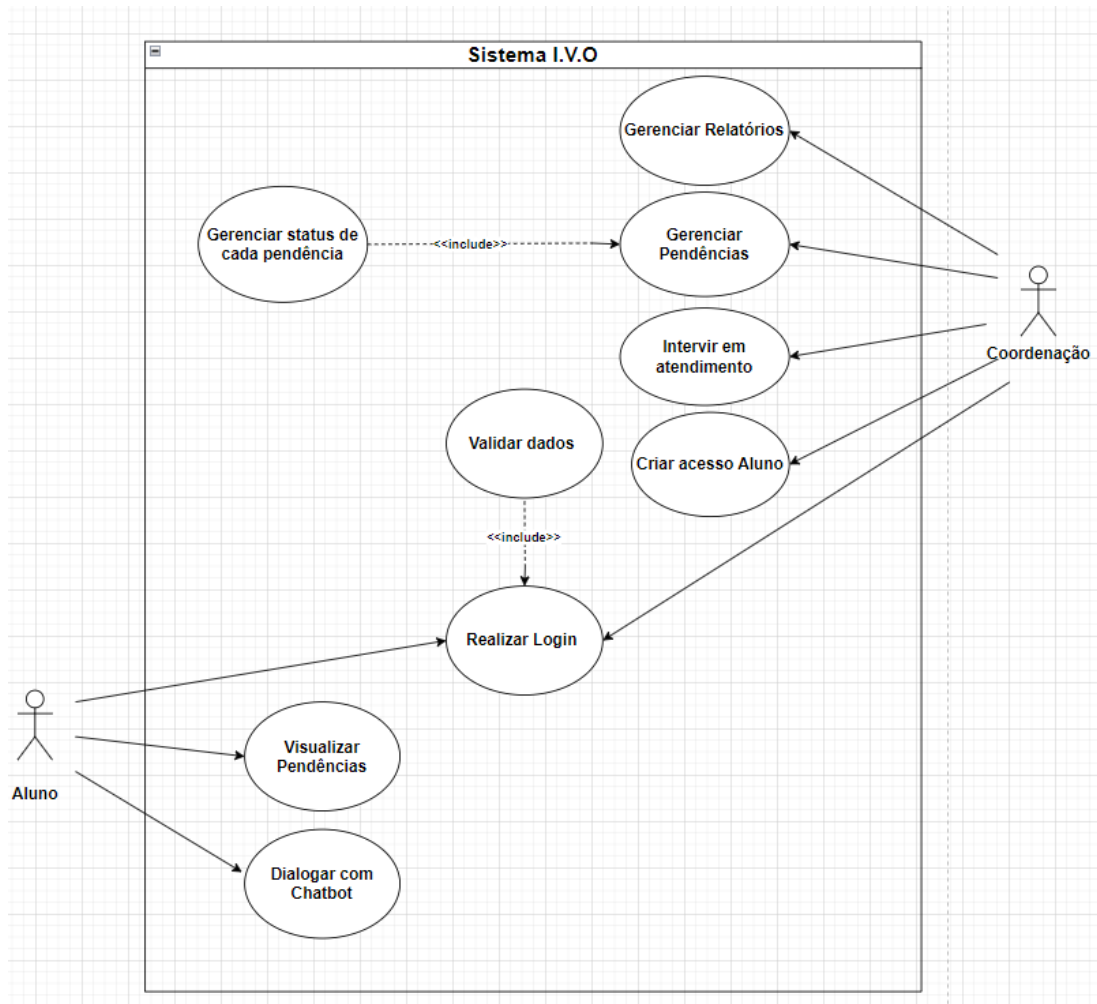 Sistema I.V.O
Gerenciar Relatórios
Gerenciar status de
cada pendência
<<include>>
Gerenciar
Pendências
Intervir em
atendimento
Coordenação
Validar dados
Criar acesso Aluno
<<include>>
Realizar Login
Visualizar
Pendências
Aluno
Dialogar com
Chatbot